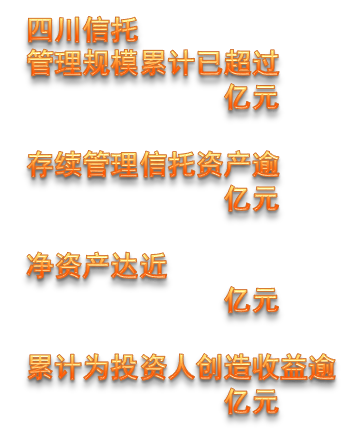 四川信托
管理规模累计已超过
亿元
存续管理信托资产逾
亿元
净资产达近
亿元
累计为投资人创造收益逾
亿元